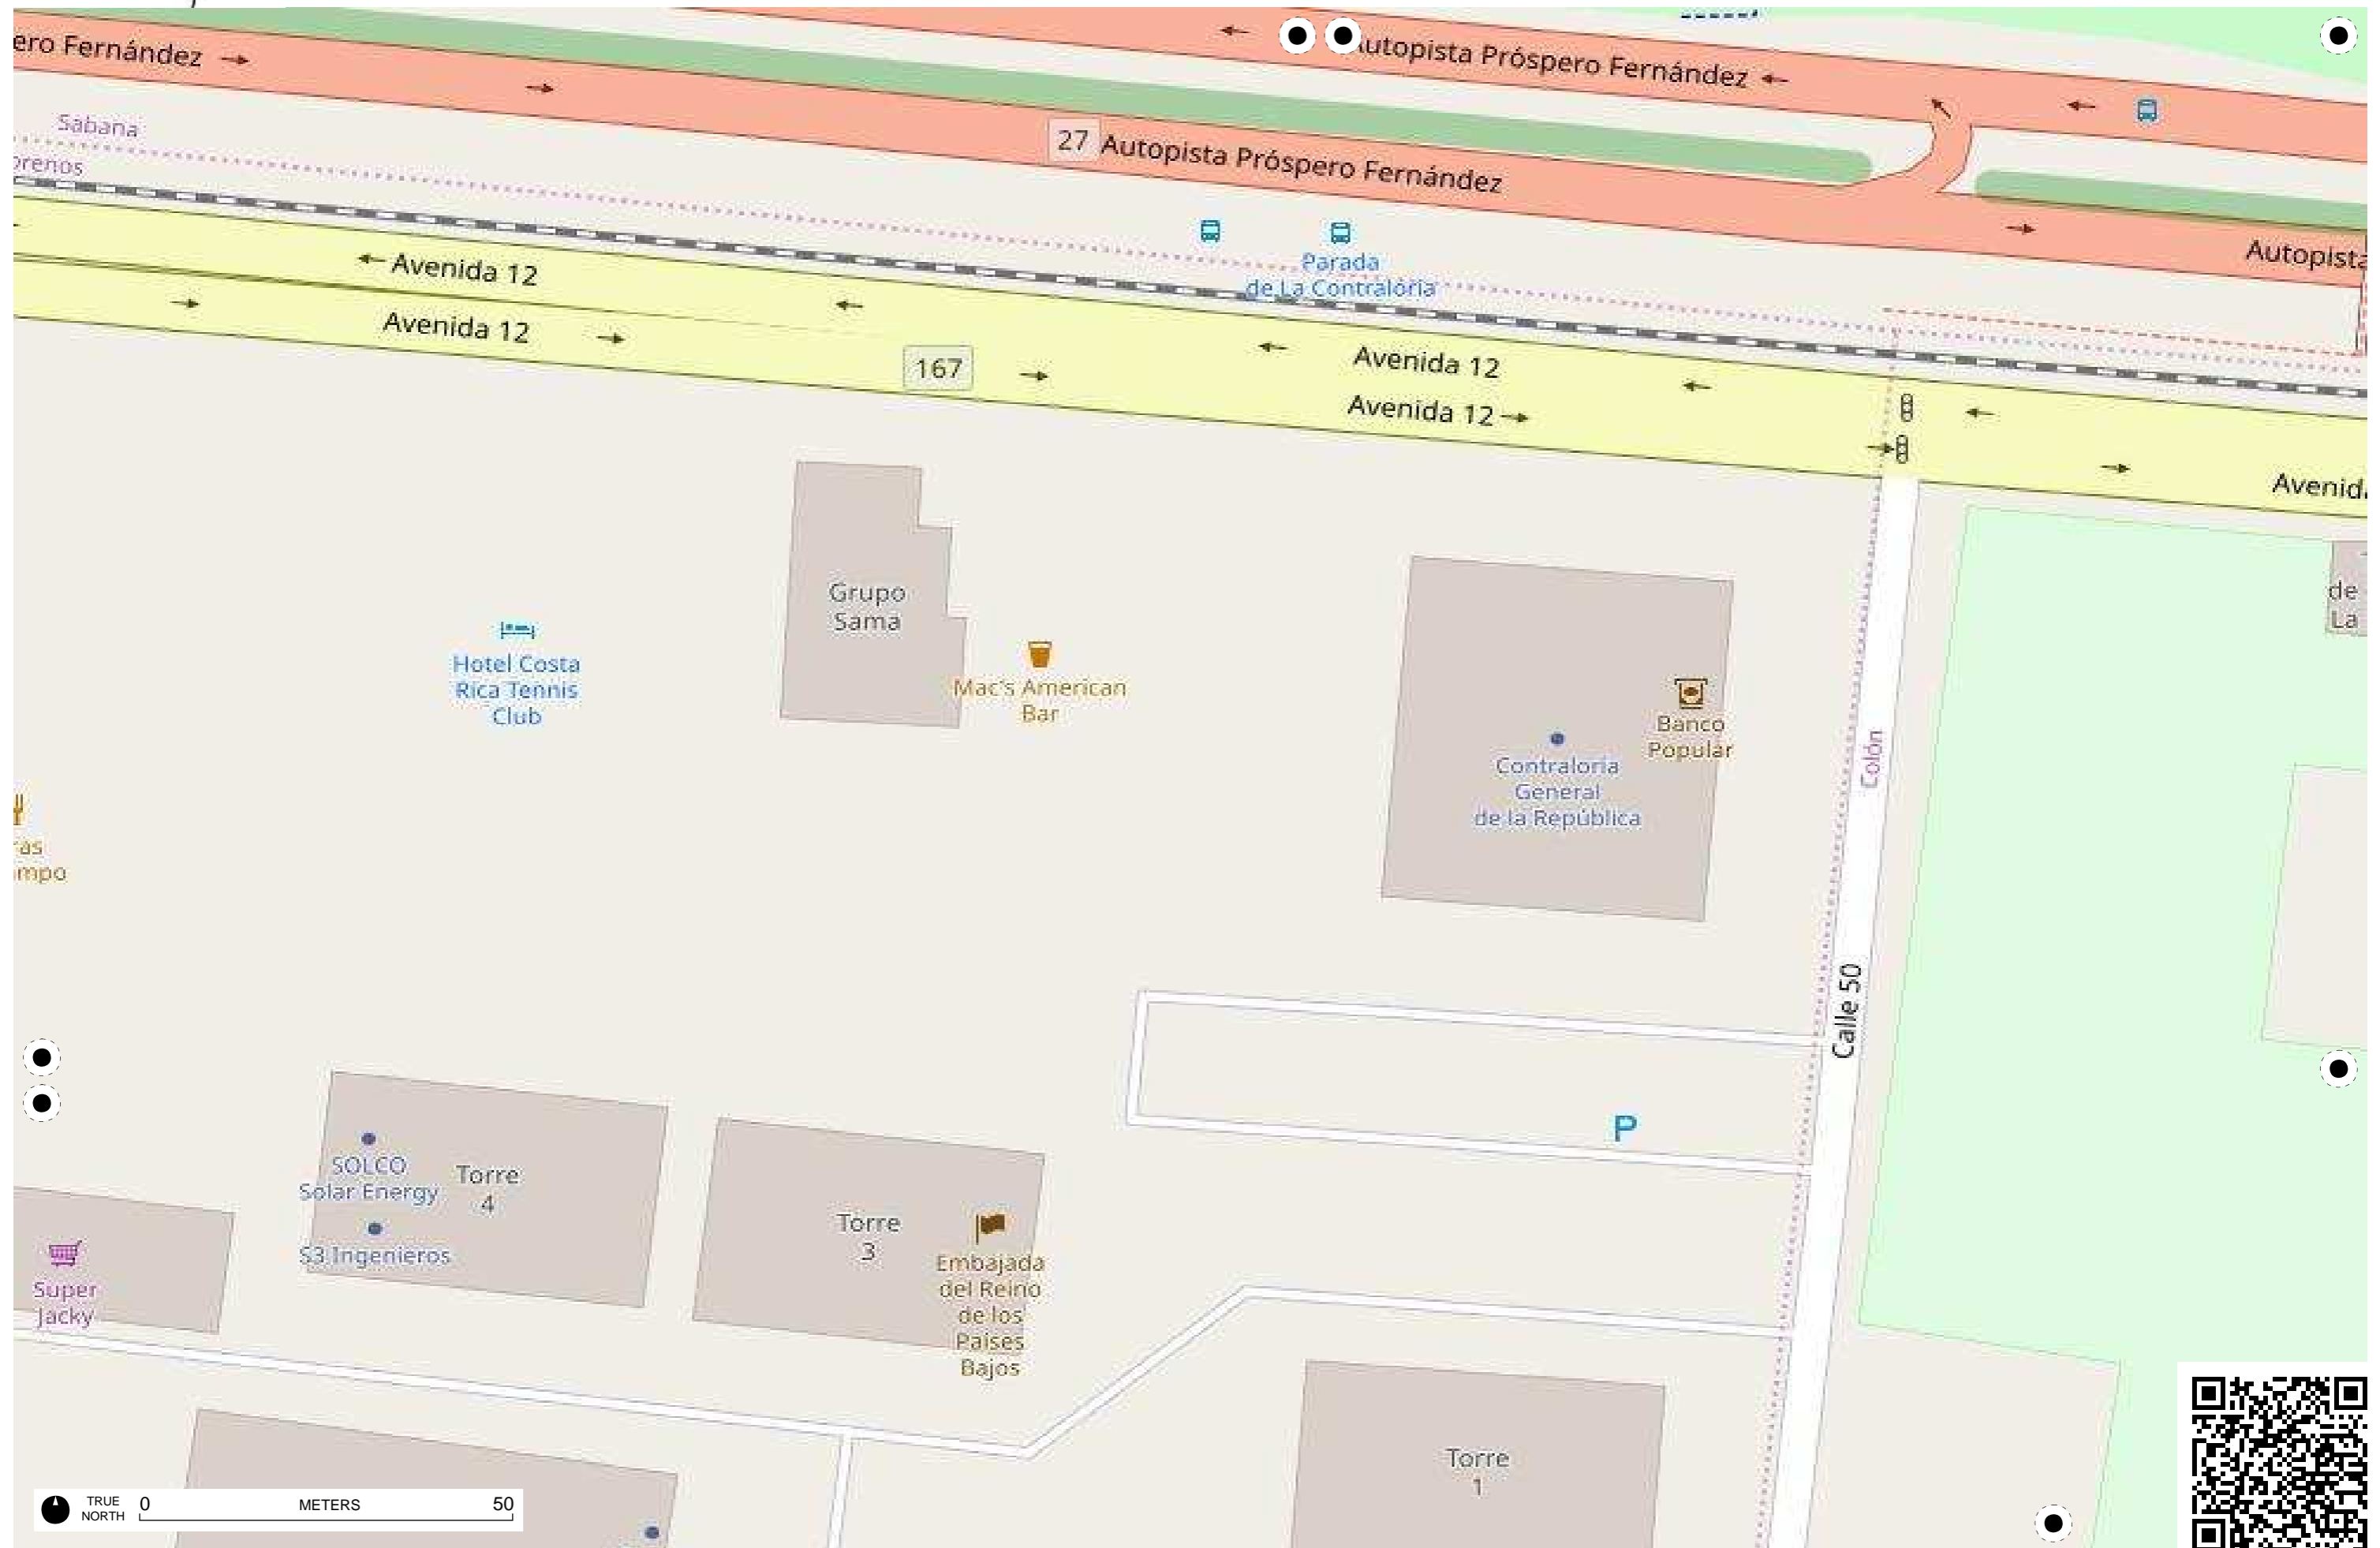 ero Fernández
Autopista Próspero Fernández
27 Autopista Próspero Fernández
Sabana
orenos
Autopista
Parada
de La Contraloría
Avenida 12
Avenida 12
167
Avenida 12
Avenida 12
Avenid
Grupo
Sama
Hotel Costa
Rica Tennis
Club
Mac's American
Bar
Banco
Popular
Contraloría
General
de la República
de
La
Colón
ras
mpo
Calle 50
P
SOLCO
Solar Energy
Torre
4
S3 Ingenieros
Torre
3
Embajada
del Reino
de los
Países
Bajos
Super
Jacky
Torre
1
TRUE
NORTH
0 METERS 50